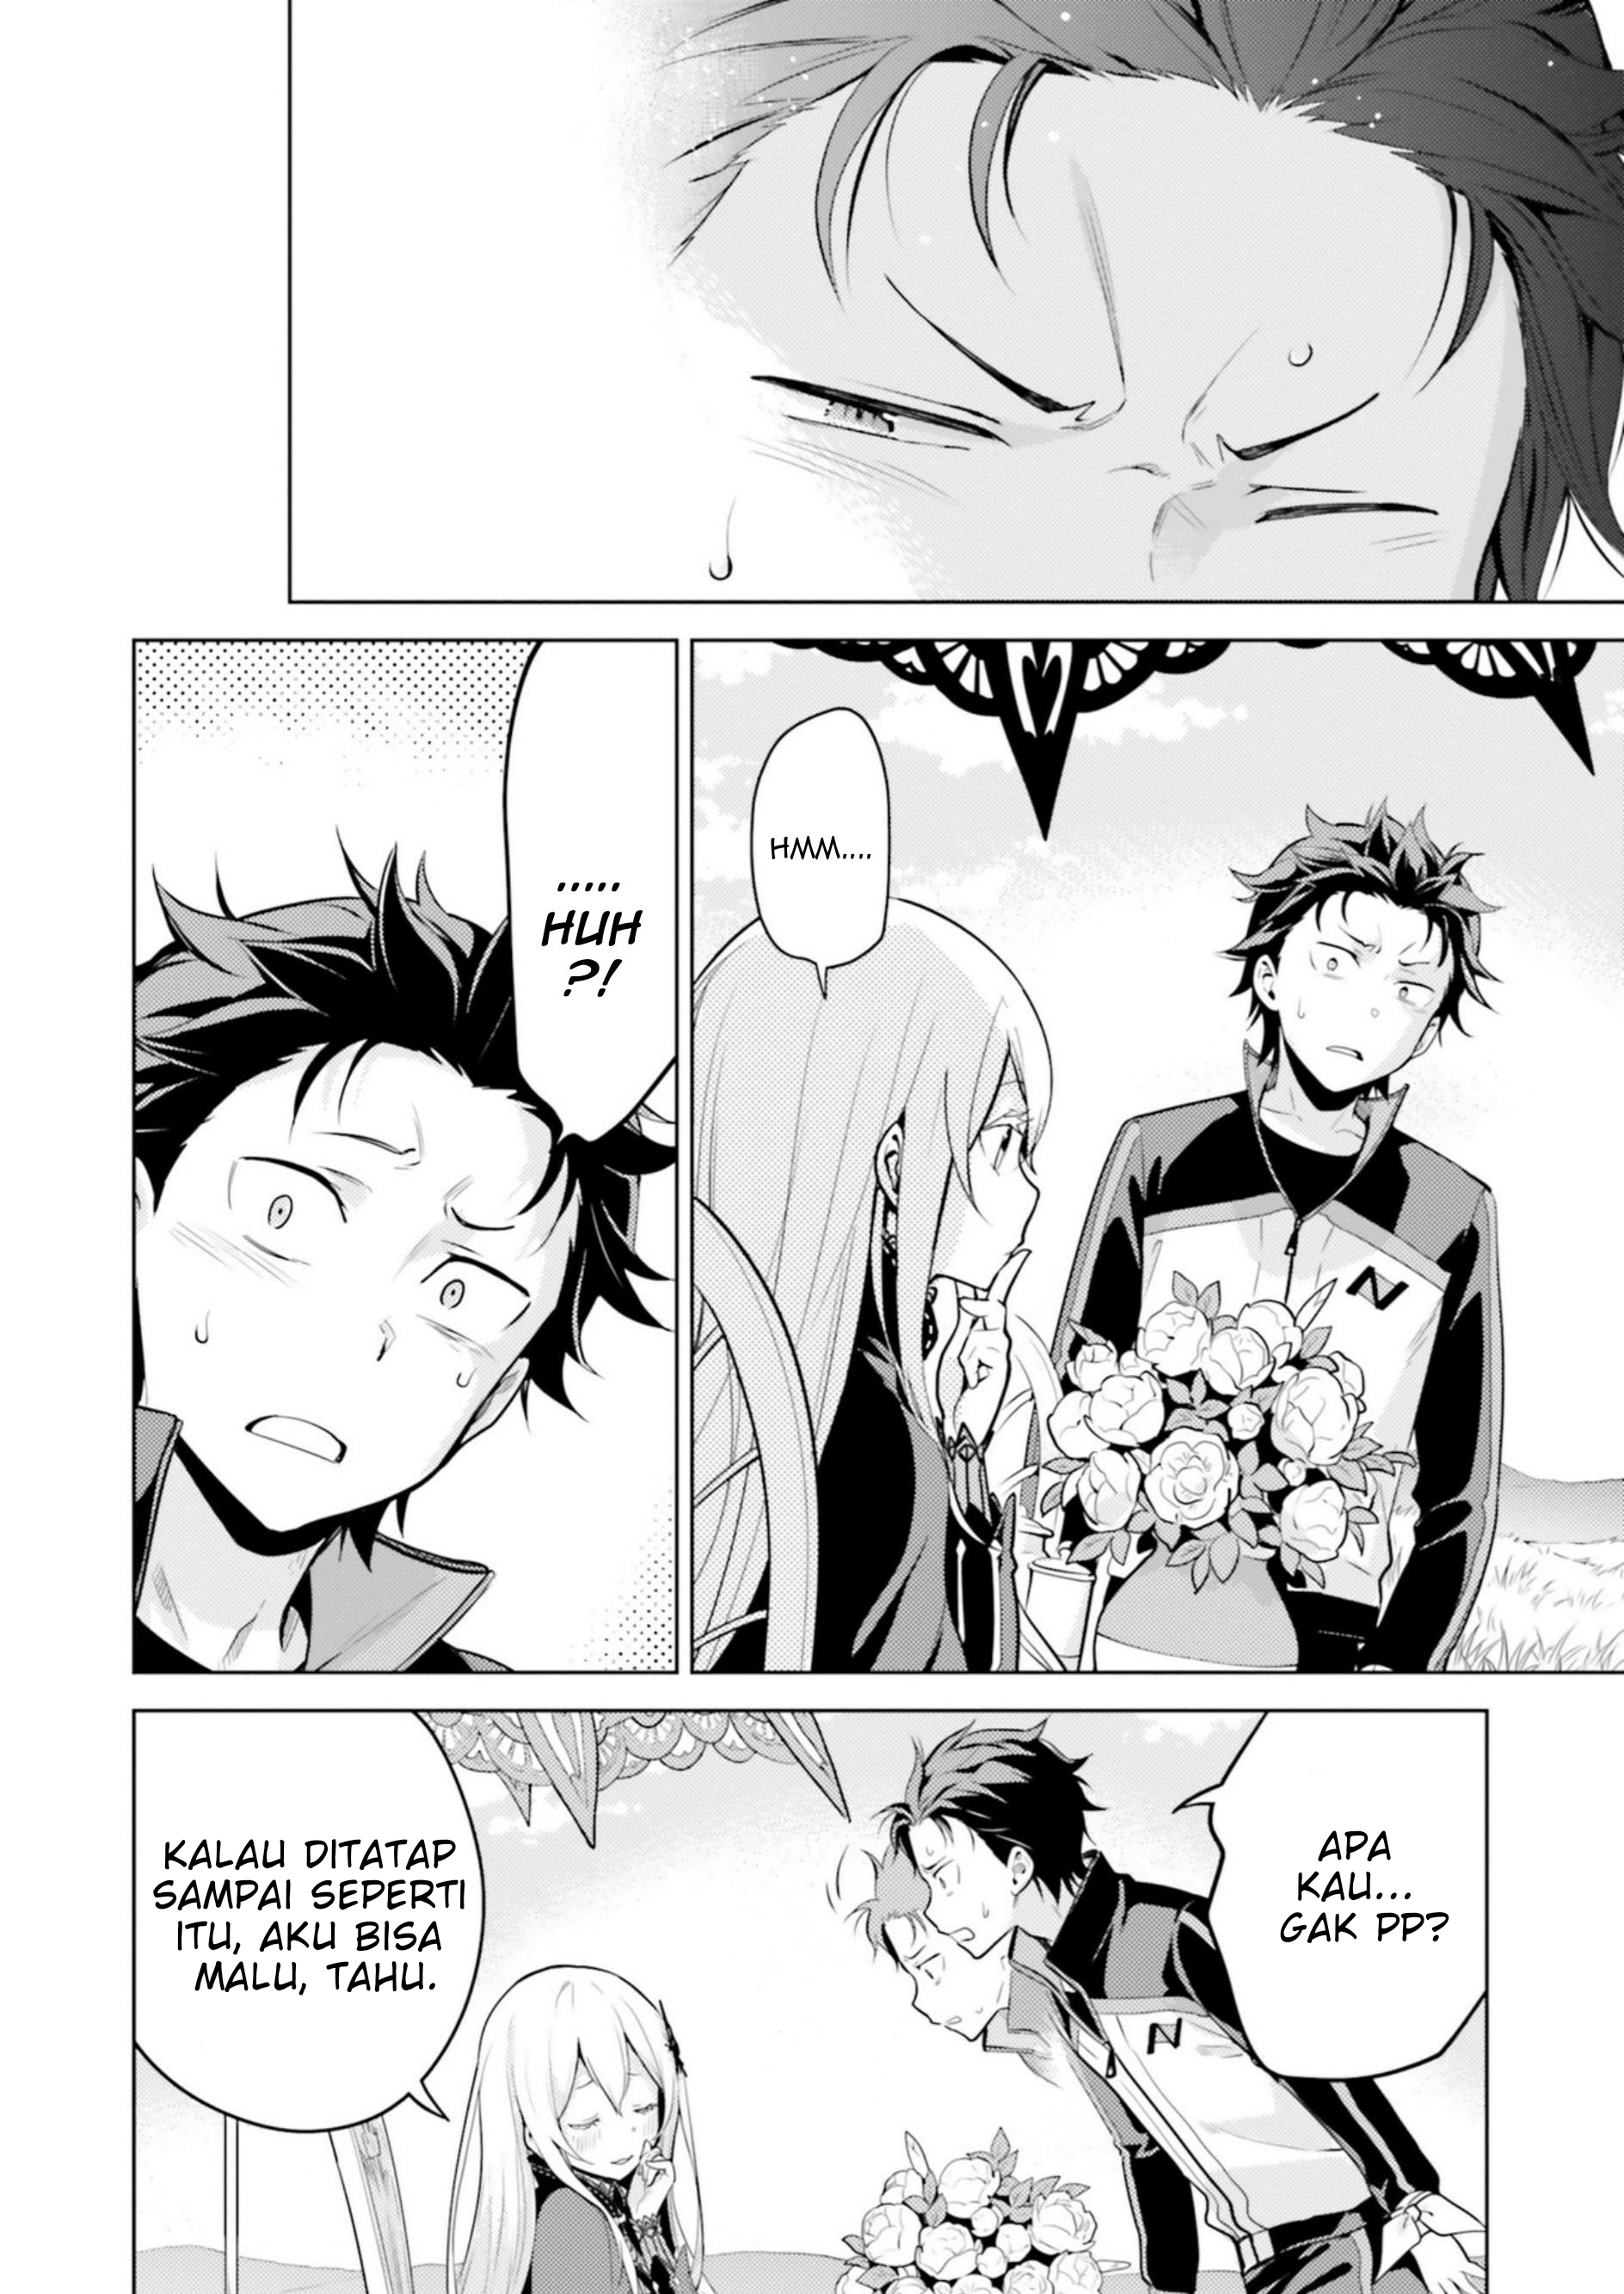 HMM....
.....
HUH
?!
APA
KAU...
GAK PP?
KALAU DITATAP
SAMPAI SEPERTI
ITU, AKU BISA
MALU, TAHU.